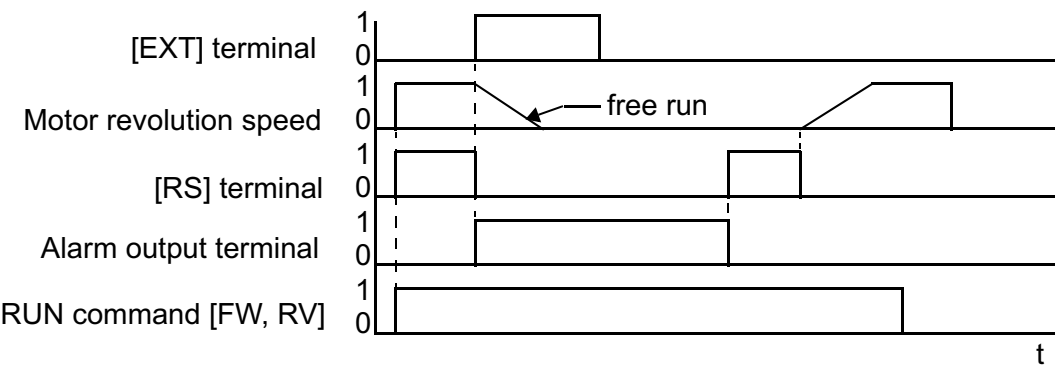 1
[EXT] terminal
0
1
free run
Motor revolution speed
0
1
[RS] terminal
0
1
Alarm output terminal
0
1
RUN command [FW, RV]
0
t